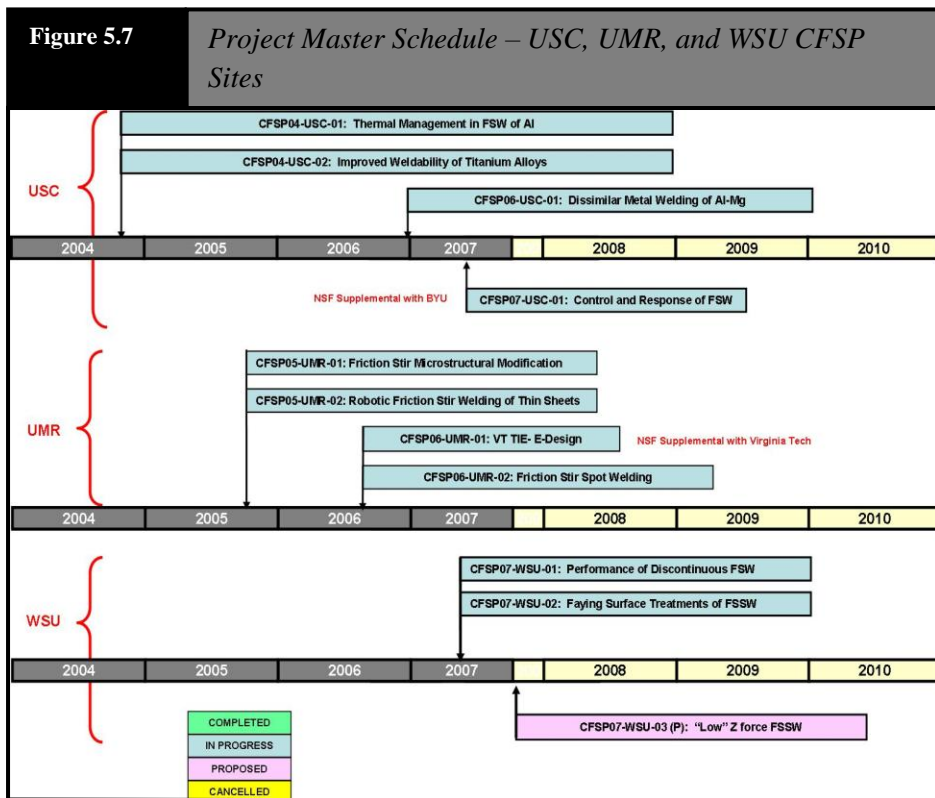 Figure 5.7
Project Master Schedule – USC, UMR, and WSU CFSP
Sites
CFSP04-USC-01: Thermal Management in FSW of Al
CFSP04-USC-02: Improved Weldability of Titanium Alloys
USC
CFSP06-USC-01: Dissimilar Metal Welding of Al-Mg
2004 2005 2006 2007 2008 2009 2010
NSF Supplemental with BYU
CFSP07-USC-01: Control and Response of FSW
CFSP05-UMR-01: Friction Stir Microstructural Modification
CFSP05-UMR-02: Robotic Friction Stir Welding of Thin Sheets
UMR
CFSP06-UMR-01: VT TIE- E-Design
NSF Supplemental with Virginia Tech
CFSP06-UMR-02: Friction Stir Spot Welding
2004 2005 2006 2007 2008 2009 2010
CFSP07-WSU-01: Performance of Discontinuous FSW
CFSP07-WSU-02: Faying Surface Treatments of FSSW
WSU
2004 2005 2006 2007 2008 2009 2010
CFSP07-WSU-03 (P): “Low” Z force FSSW
COMPLETED
IN PROGRESS
PROPOSED
CANCELLED